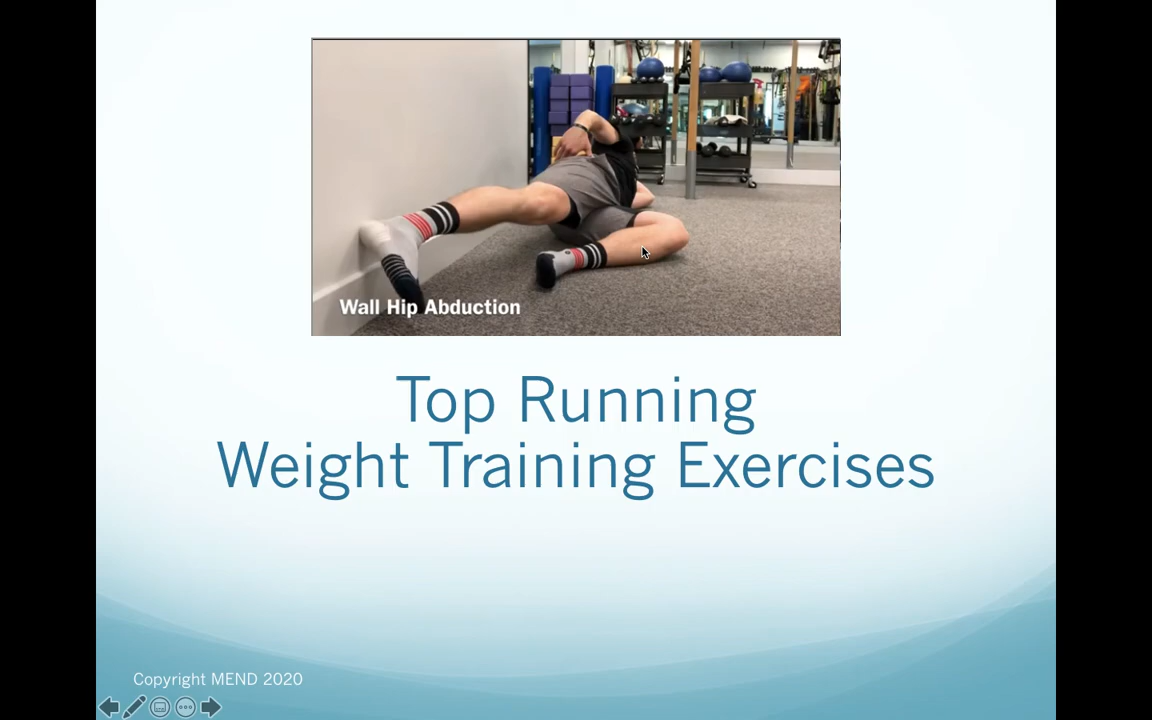 Wall Hip Abduction
Top Running
Weight Training Exercises
Copyright MEND 2020